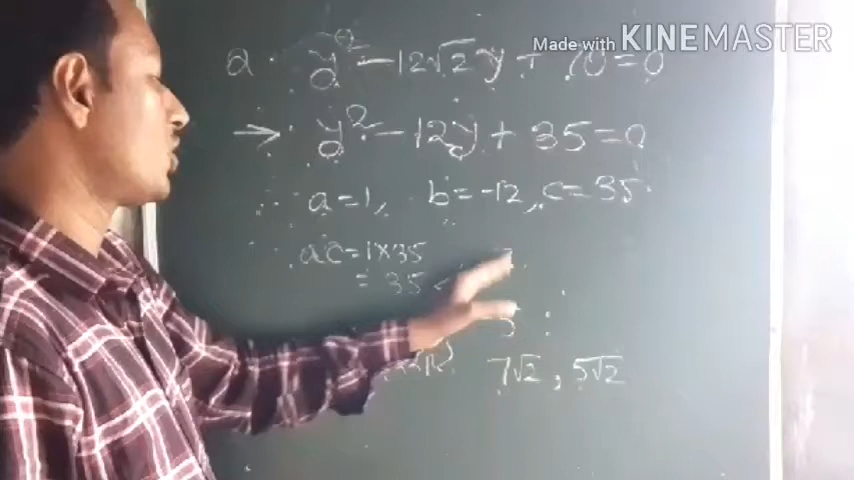 Made with KINEMASTER
Q. y² - 12√2y + 70 = 0
→ y² - 12y + 35 = 0
∴ a = 1, b = -12, c = 35
∴ ac = 1 × 35
= 35 <
7√2 , 5√2